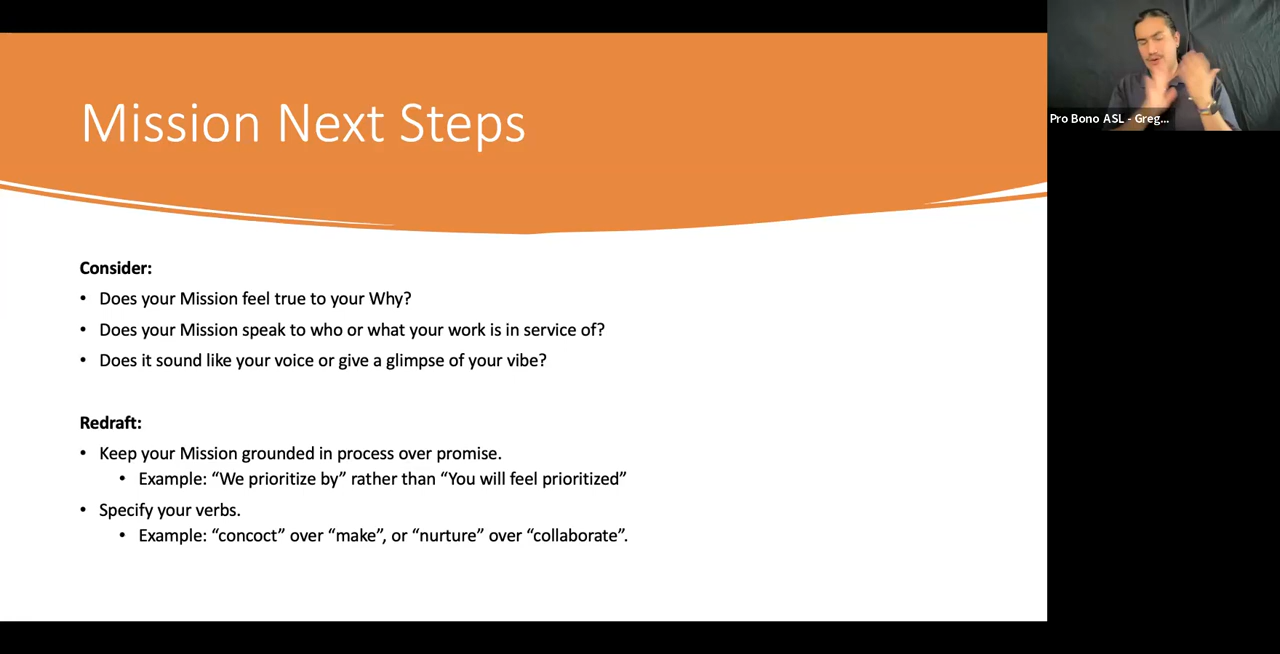 Mission Next Steps
Pro Bono ASL - Greg...
Consider:
• Does your Mission feel true to your Why?
• Does your Mission speak to who or what your work is in service of?
• Does it sound like your voice or give a glimpse of your vibe?
Redraft:
• Keep your Mission grounded in process over promise.
• Example: “We prioritize by” rather than “You will feel prioritized”
• Specify your verbs.
• Example: “concoct” over “make”, or “nurture” over “collaborate”.